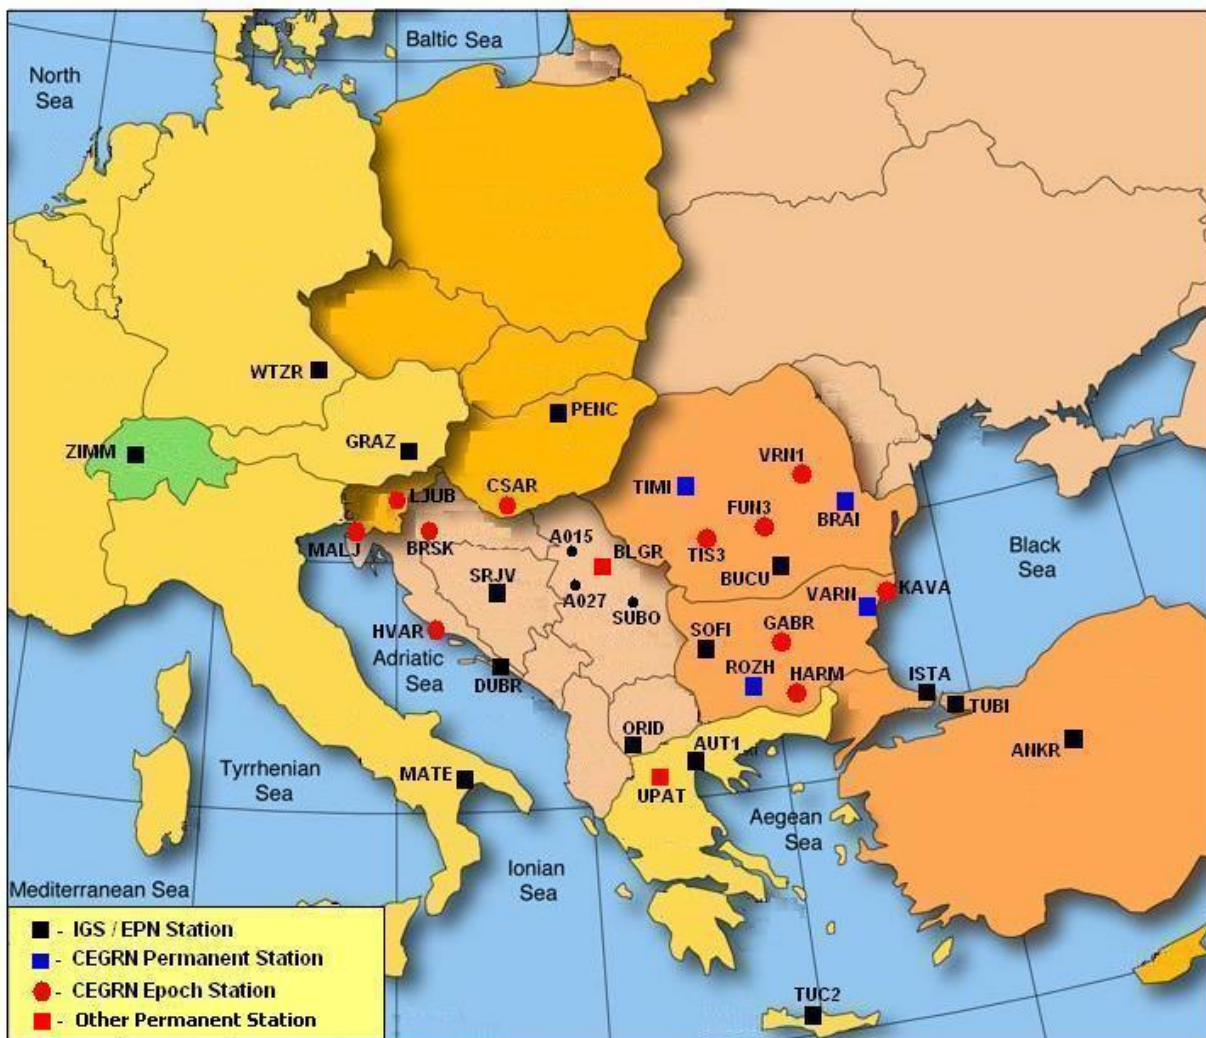 Baltic Sea
North
Sea
WTZR
PENC
ZIMM
GRAZ
VRN1
LJUB
CSAR
TIMI
BRAI
FUN3
MALJ
BRSK
A015
BLGR
TIS3
BUCU
Black
Sea
SRJV
A027
SUBO
VARN
KAVA
HVAR
SOFI
GABR
Adriatic
Sea
DUBR
ROZH
HARM
ISTA
TUBI
ORID
AUT1
ANKR
Tyrrhenian
Sea
MATE
UPAT
Aegean
Sea
Ionian
Sea
Mediterranean Sea
- IGS / EPN Station
- CEGRN Permanent Station
- CEGRN Epoch Station
- Other Permanent Station
TUC2